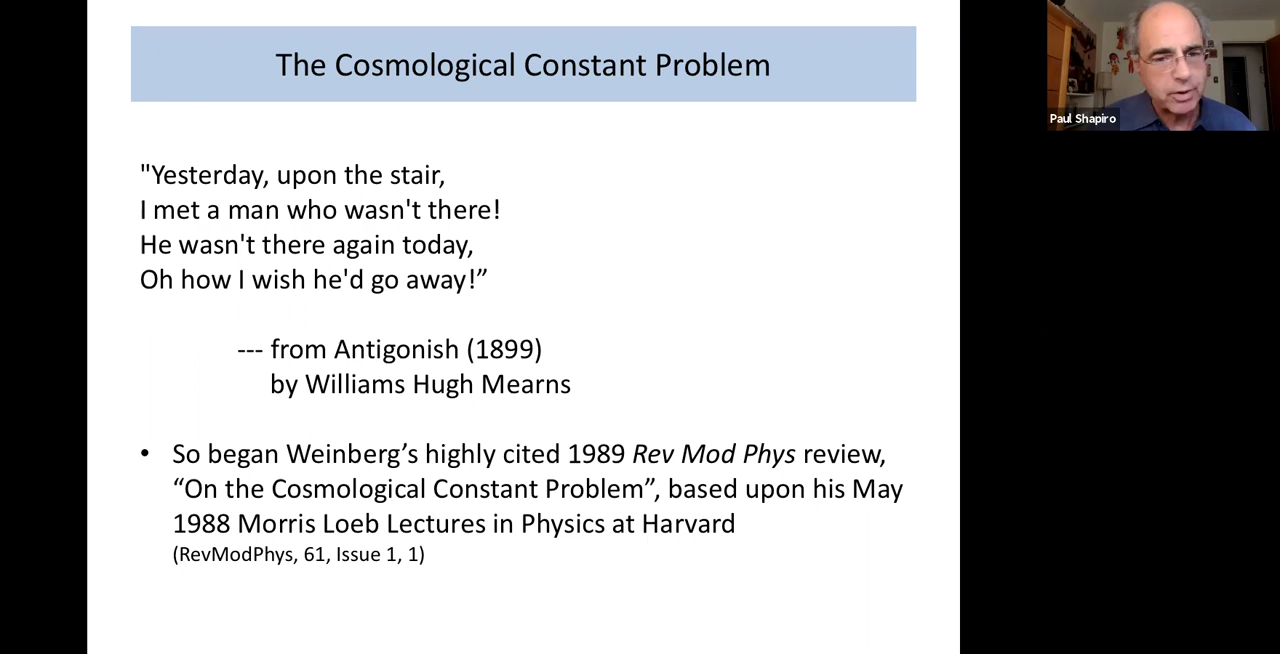 The Cosmological Constant Problem
"Yesterday, upon the stair,
I met a man who wasn't there!
He wasn't there again today,
Oh how I wish he'd go away!”
--- from Antigonish (1899)
by Williams Hugh Mearns
• So began Weinberg’s highly cited 1989 Rev Mod Phys review,
“On the Cosmological Constant Problem”, based upon his May
1988 Morris Loeb Lectures in Physics at Harvard
(RevModPhys, 61, Issue 1, 1)
Paul Shapiro